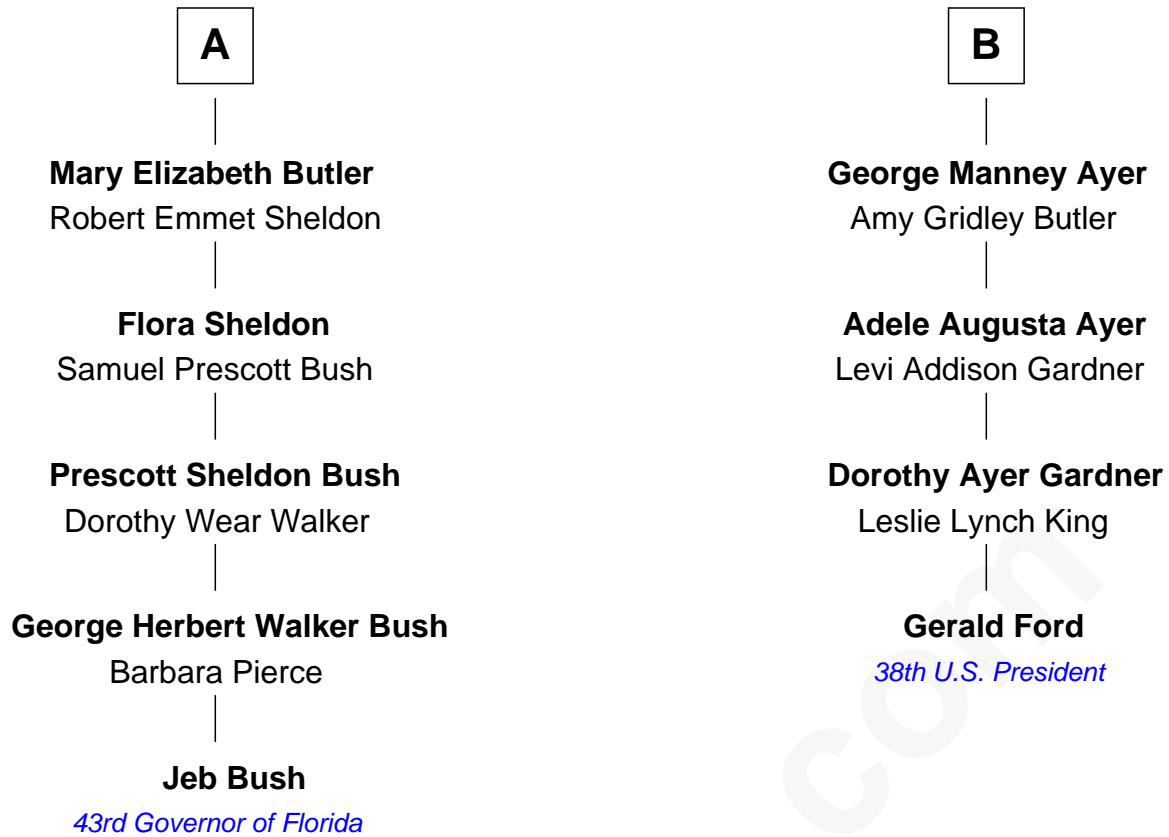 A
Mary Elizabeth Butler
Robert Emmet Sheldon
Flora Sheldon
Samuel Prescott Bush
Prescott Sheldon Bush
Dorothy Wear Walker
George Herbert Walker Bush
Barbara Pierce
Jeb Bush
43rd Governor of Florida
B
George Manney Ayer
Amy Gridley Butler
Adele Augusta Ayer
Levi Addison Gardner
Dorothy Ayer Gardner
Leslie Lynch King
Gerald Ford
38th U.S. President
com